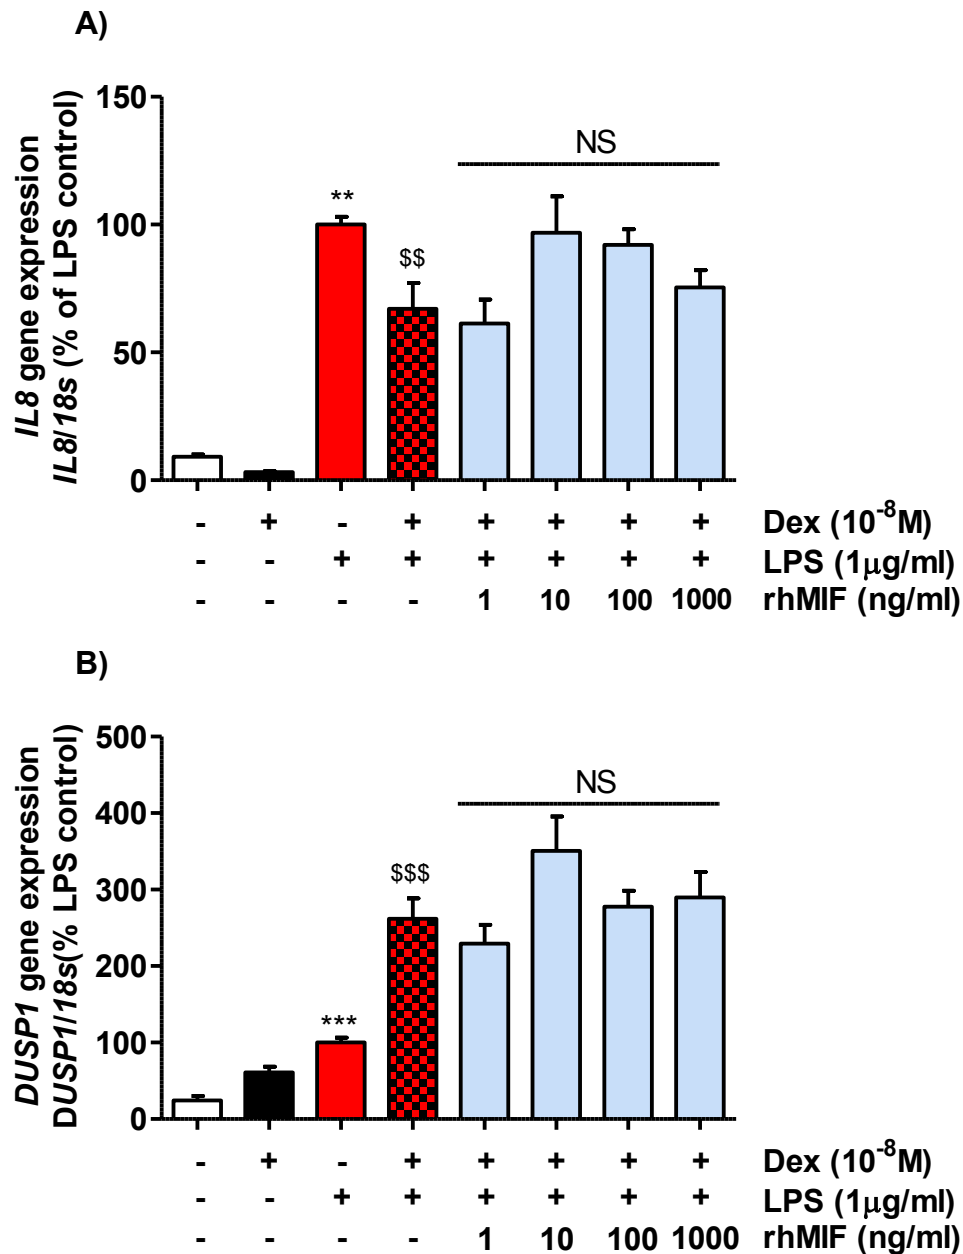 A)
IL8 gene expression
IL8/18s (% of LPS control)
150
100
50
0
NS
**
$$
- + - + + + + + Dex (10-8M)
- - + + + + + + LPS (1μg/ml)
- - - - 1 10 100 1000 rhMIF (ng/ml)
B)
DUSP1 gene expression
DUSP1/18s(% LPS control)
500
400
300
200
100
0
NS
$$$
***
- + - + + + + + Dex (10-8M)
- - + + + + + + LPS (1μg/ml)
- - - - 1 10 100 1000 rhMIF (ng/ml)